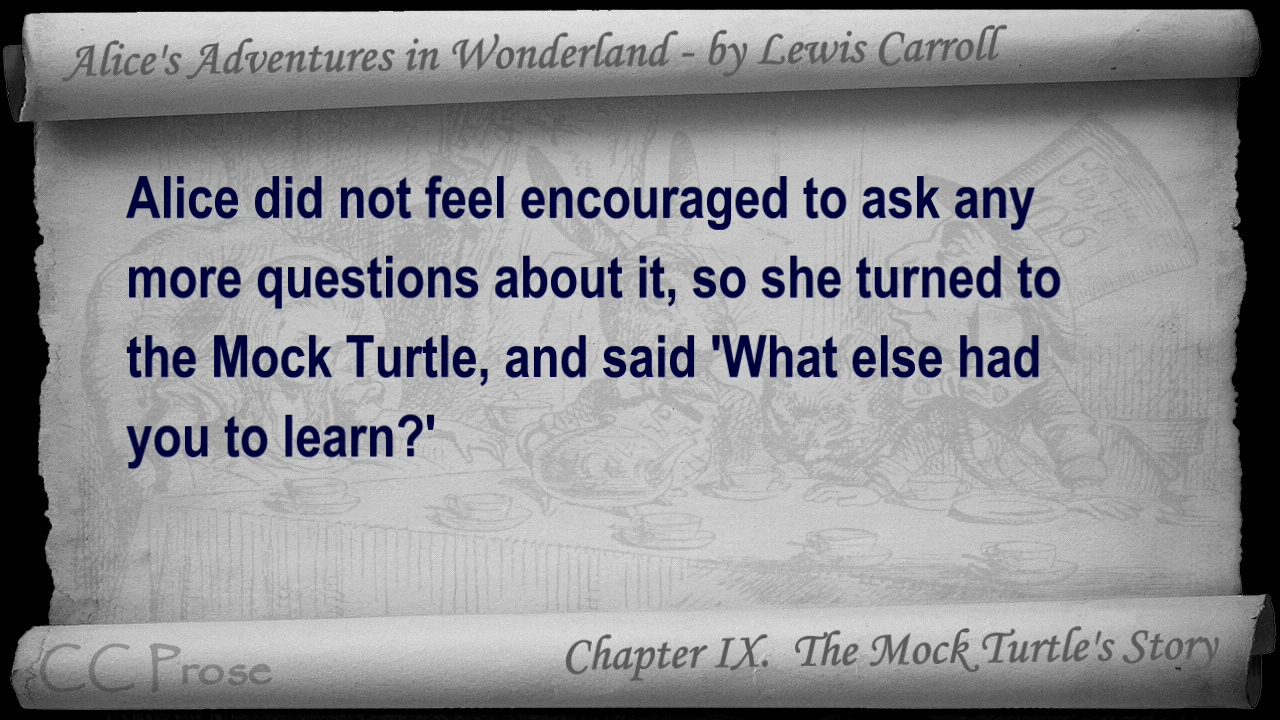 Alice's Adventures in Wonderland - by Lewis Carroll
Alice did not feel encouraged to ask any
more questions about it, so she turned to
the Mock Turtle, and said 'What else had
you to learn?'
CC Prose
Chapter IX. The Mock Turtle's Story